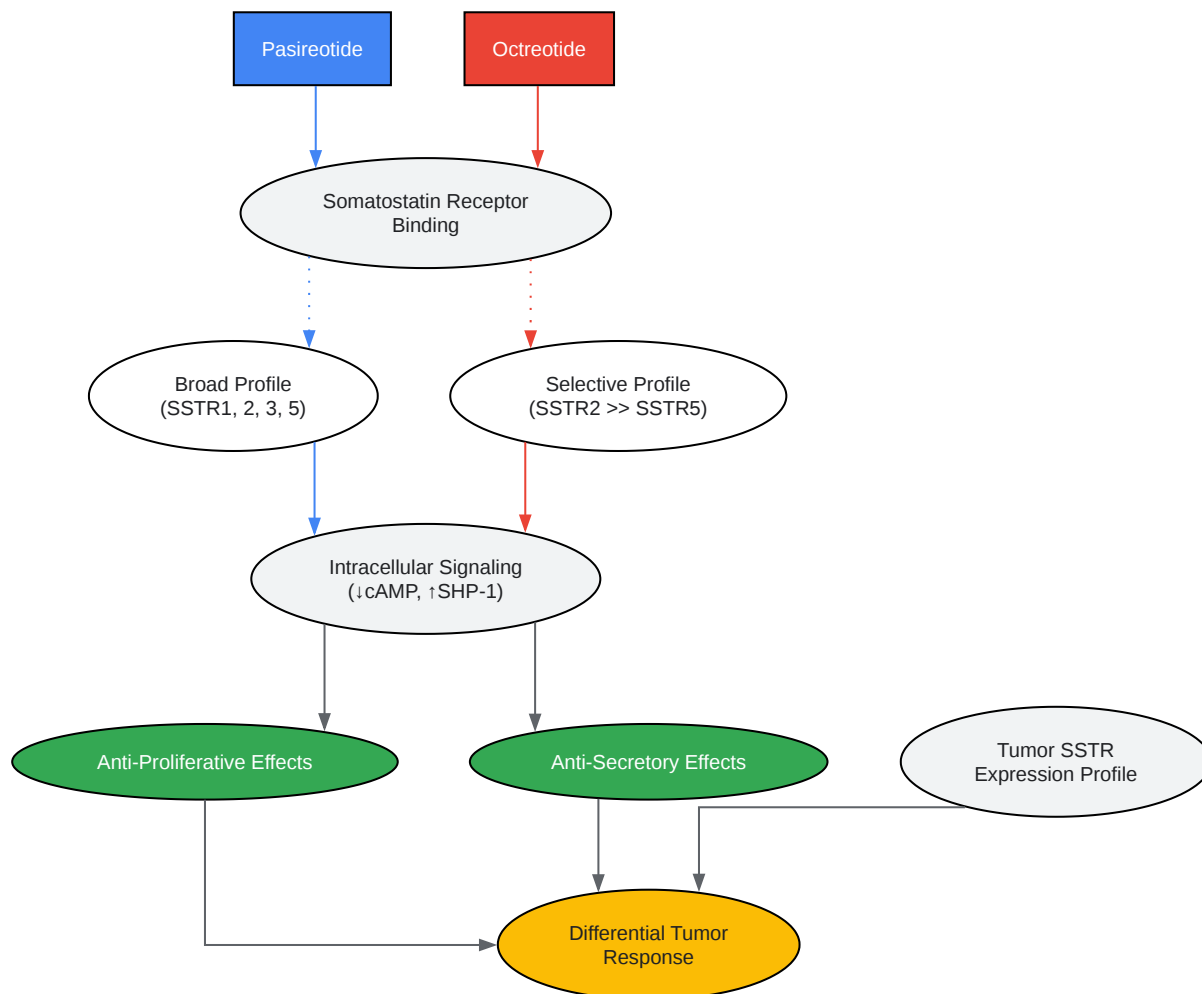 Pasireotide
Octreotide
Somatostatin Receptor
Binding
Broad Profile
(SSTR1, 2, 3, 5)
Selective Profile
(SSTR2 >> SSTR5)
Intracellular Signaling
(↓cAMP, ↑SHP-1)
Anti-Proliferative Effects
Anti-Secretory Effects
Tumor SSTR
Expression Profile
Differential Tumor
Response